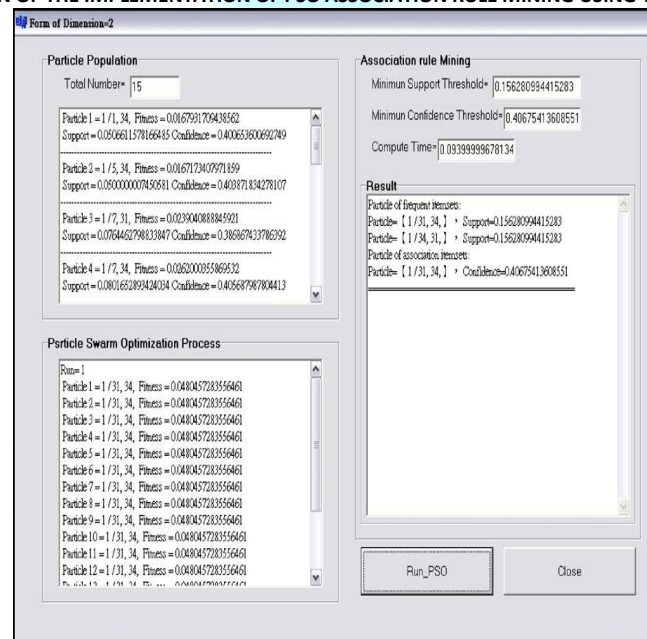 N OF THE IMPLEMENTATION OF PSO ASSOCIATION RULE MINING USING
Form of Dimension=2
Particle Population
Total Number= 15
Particle 1 = 1 /1, 34, Fitness = 0.0167931709438562
Support = 0.0506611578166485 Confidence = 0.400653600692749
Particle 2 = 1 /5, 34, Fitness = 0.0167173407971859
Support = 0.0500000007450581 Confidence = 0.403871834278107
Particle 3 = 1 /7, 31, Fitness = 0.0239040888845921
Support = 0.0764462798833847 Confidence = 0.386867433786392
Particle 4 = 1 /7, 34, Fitness = 0.0262000355869532
Support = 0.0801652893424034 Confidence = 0.405687987804413
Psrticle Swarm Optimization Process
Run= 1
Particle 1 = 1 /31, 34, Fitness = 0.0480457283556461
Particle 2 = 1 /31, 34, Fitness = 0.0480457283556461
Particle 3 = 1 /31, 34, Fitness = 0.0480457283556461
Particle 4 = 1 /31, 34, Fitness = 0.0480457283556461
Particle 5 = 1 /31, 34, Fitness = 0.0480457283556461
Particle 6 = 1 /31, 34, Fitness = 0.0480457283556461
Particle 7 = 1 /31, 34, Fitness = 0.0480457283556461
Particle 8 = 1 /31, 34, Fitness = 0.0480457283556461
Particle 9 = 1 /31, 34, Fitness = 0.0480457283556461
Particle 10 = 1 /31, 34, Fitness = 0.0480457283556461
Particle 11 = 1 /31, 34, Fitness = 0.0480457283556461
Particle 12 = 1 /31, 34, Fitness = 0.0480457283556461
Association rule Mining
Minimun Support Threshold= 0.156280994415283
Minimun Confidence Threshold= 0.40675413608551
Compute Time= 0.09399999678134
Result
Particle of frequent itemsets:
Particle= 【 1 /31, 34, 】 , Support=0.156280994415283
Particle= 【 1 /34, 31, 】 , Support=0.156280994415283
Particle of association itemsets:
Particle= 【 1 /31, 34, 】 , Confidence=0.40675413608551
Run_PSO
Close